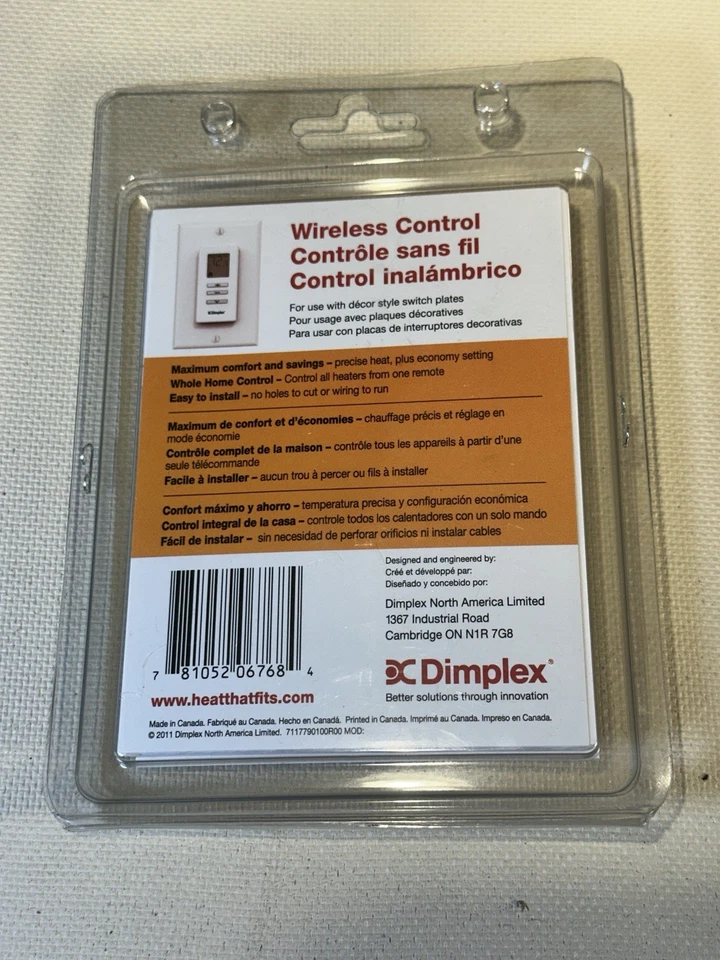 Wireless Control
Contrôle sans fil
Control inalámbrico
For use with décor style switch plates
Pour usage avec plaques décoratives
Para usar con placas de interruptores decorativas
Dimplex
Maximum comfort and savings – precise heat, plus economy setting
Whole Home Control – Control all heaters from one remote
Easy to install – no holes to cut or wiring to run
Maximum de confort et d'économies – chauffage précis et réglage en
mode économie
Contrôle complet de la maison – contrôle tous les appareils à partir d'une
seule télécommande
Facile à installer – aucun trou à percer ou fils à installer
Confort máximo y ahorro – temperatura precisa y configuración económica
Control integral de la casa – controle todos los calentadores con un solo mando
Fácil de instalar – sin necesidad de perforar orificios ni instalar cables
Designed and engineered by:
Créé et développé par:
Diseñado y concebido por:
Dimplex North America Limited
1367 Industrial Road
Cambridge ON N1R 7G8
7 81052 06768 4
Dimplex®
www.heatthatfits.com
Better solutions through innovation
Made in Canada. Fabriqué au Canada. Hecho en Canadá. Printed in Canada. Imprimé au Canada. Impreso en Canada.
© 2011 Dimplex North America Limited. 7117790100R00 MOD: